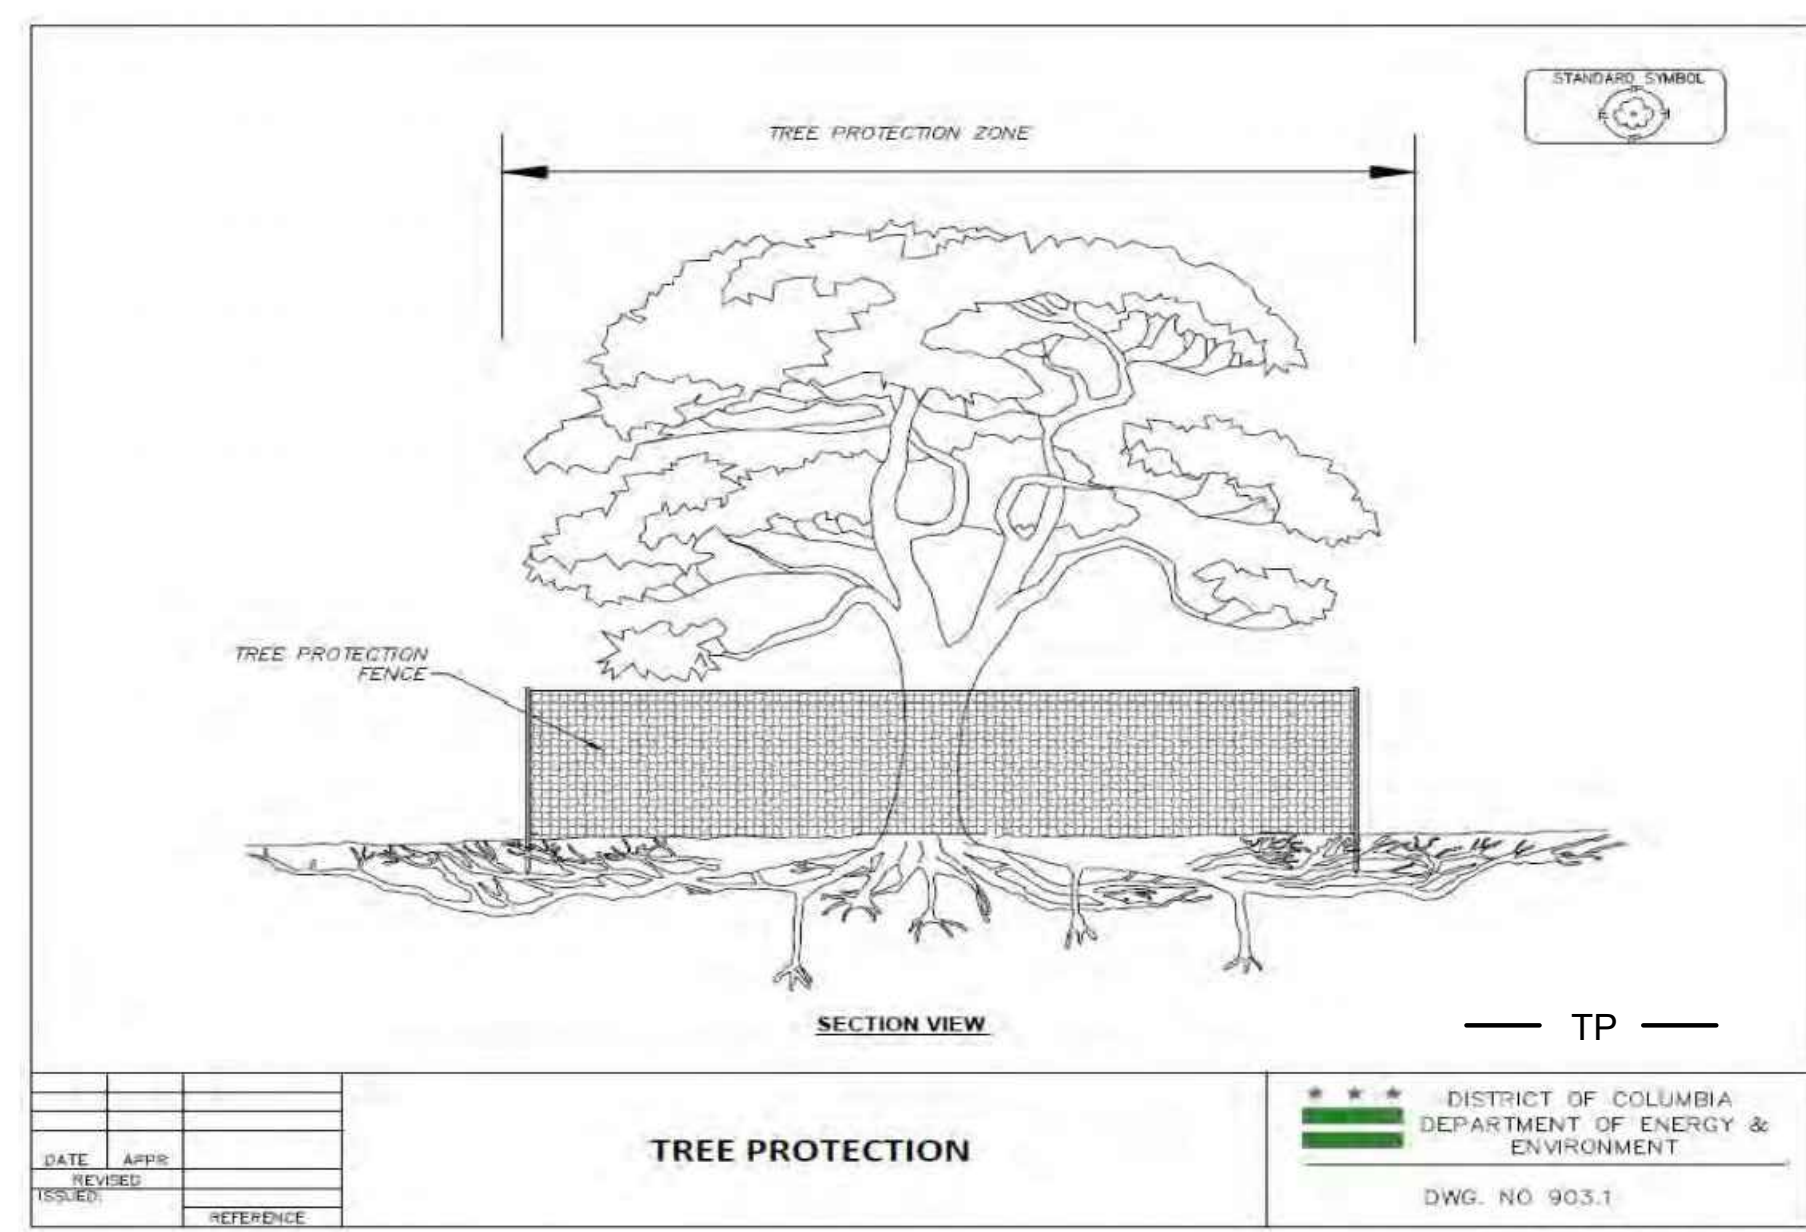 STANDARD SYMBOL
TREE PROTECTION ZONE
TREE PROTECTION
FENCE
SECTION VIEW
TP
DATE APPR
REVISED
ISSUED:
REFERENCE
TREE PROTECTION
DISTRICT OF COLUMBIA
DEPARTMENT OF ENERGY &
ENVIRONMENT
DWG. NO 903.1